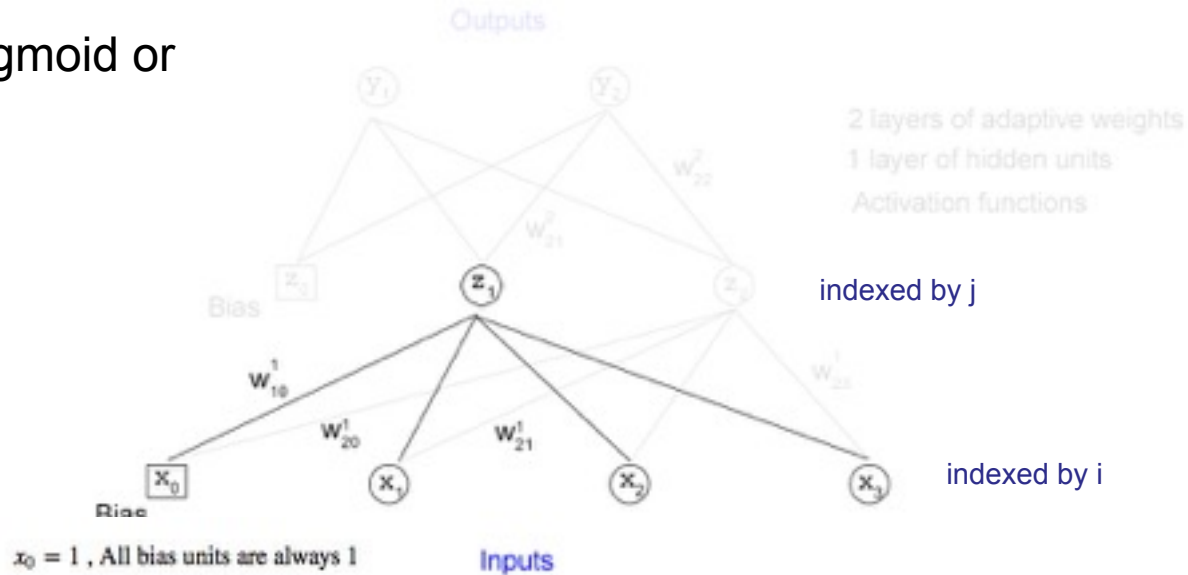 Outputs
gmoid or
y₁ y₂
2 layers of adaptive weights
1 layer of hidden units
Activation functions
w²₂₂
w²₂₁
z₀ z₁
Bias
indexed by j
w¹₁₀
w¹₂₀ w¹₂₁
x₀ x₁ x₂ x₃
indexed by i
Bias
x₀ = 1 , All bias units are always 1
Inputs